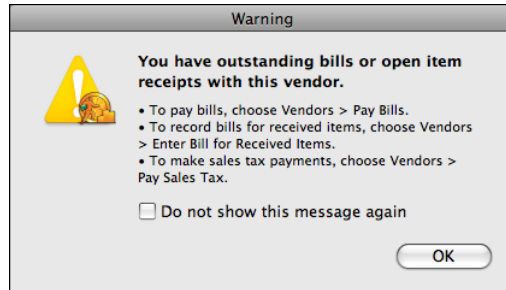 Warning
You have outstanding bills or open item
receipts with this vendor.
• To pay bills, choose Vendors > Pay Bills.
• To record bills for received items, choose Vendors
> Enter Bill for Received Items.
• To make sales tax payments, choose Vendors >
Pay Sales Tax.
Do not show this message again
OK